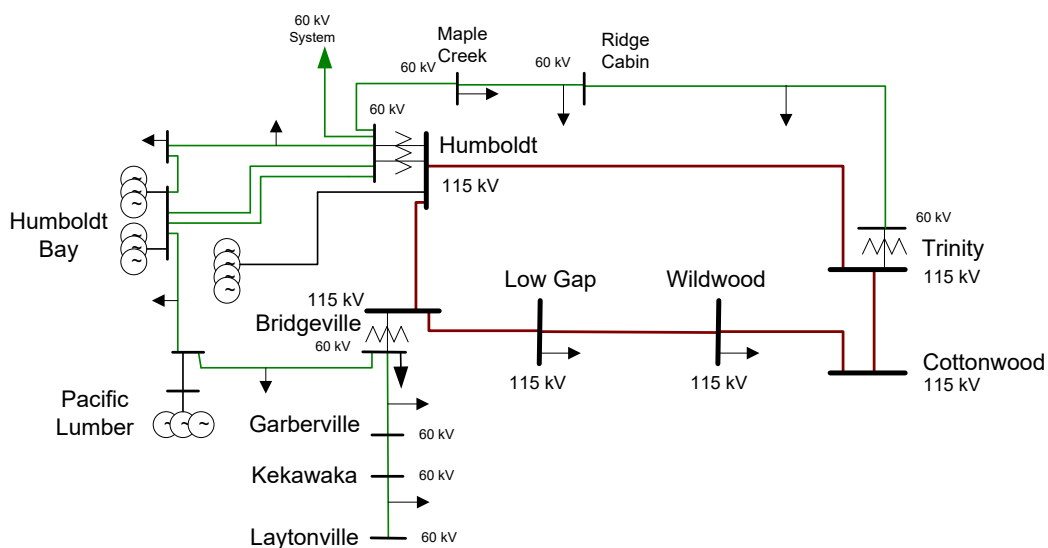 60 kV
System
Maple
Creek
60 kV
Ridge
Cabin
60 kV
60 kV
Humboldt
115 kV
Humboldt
Bay
~
~
~
~
~
~
~
~
~
~
60 kV
Trinity
115 kV
Low Gap
115 kV
Wildwood
115 kV
115 kV
Bridgeville
60 kV
Cottonwood
115 kV
Pacific
Lumber
~ ~ ~
Garberville
60 kV
Kekawaka
60 kV
Laytonville
60 kV